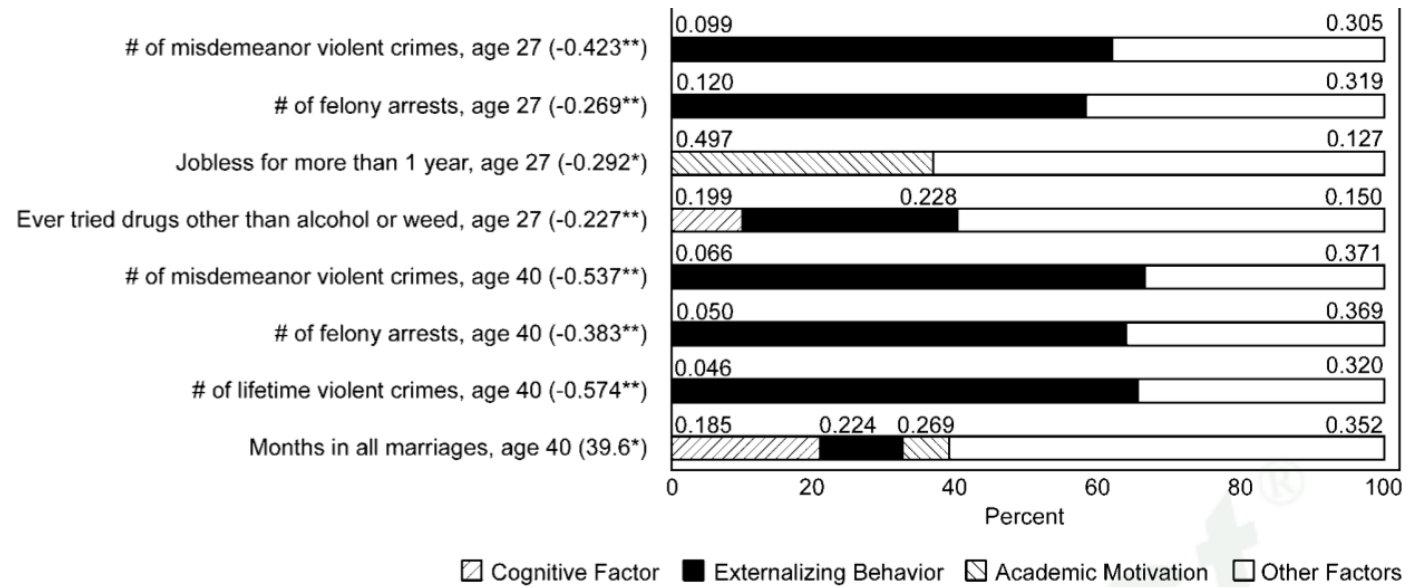 0.099 0.305
# of misdemeanor violent crimes, age 27 (-0.423**)
0.120 0.319
# of felony arrests, age 27 (-0.269**)
0.497 0.127
Jobless for more than 1 year, age 27 (-0.292*)
0.199 0.228 0.150
Ever tried drugs other than alcohol or weed, age 27 (-0.227**)
0.066 0.371
# of misdemeanor violent crimes, age 40 (-0.537**)
0.050 0.369
# of felony arrests, age 40 (-0.383**)
0.046 0.320
# of lifetime violent crimes, age 40 (-0.574**)
0.185 0.224 0.269 0.352
Months in all marriages, age 40 (39.6*)
0 20 40 60 80 100
Percent
Cognitive Factor Externalizing Behavior Academic Motivation Other Factors